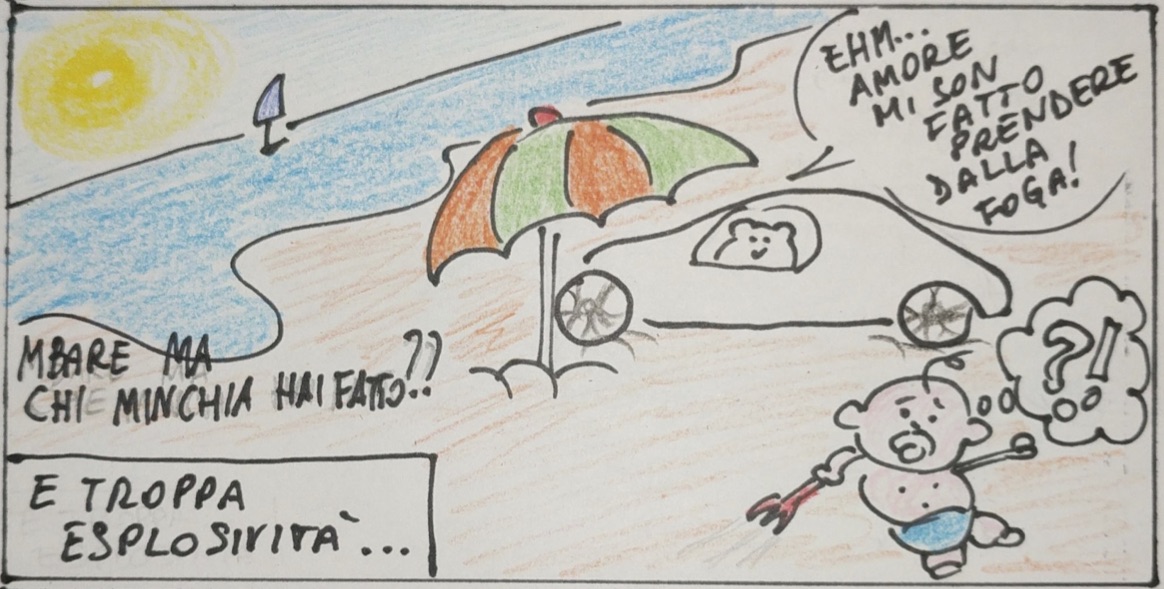 EHM...
AMORE
MI SON
FATTO
PRENDERE
DALLA
FOGA!
MBARE MA
CHI MINCHIA HAI FATTO??
?!
E TROPPA
ESPLOSIVITÀ...